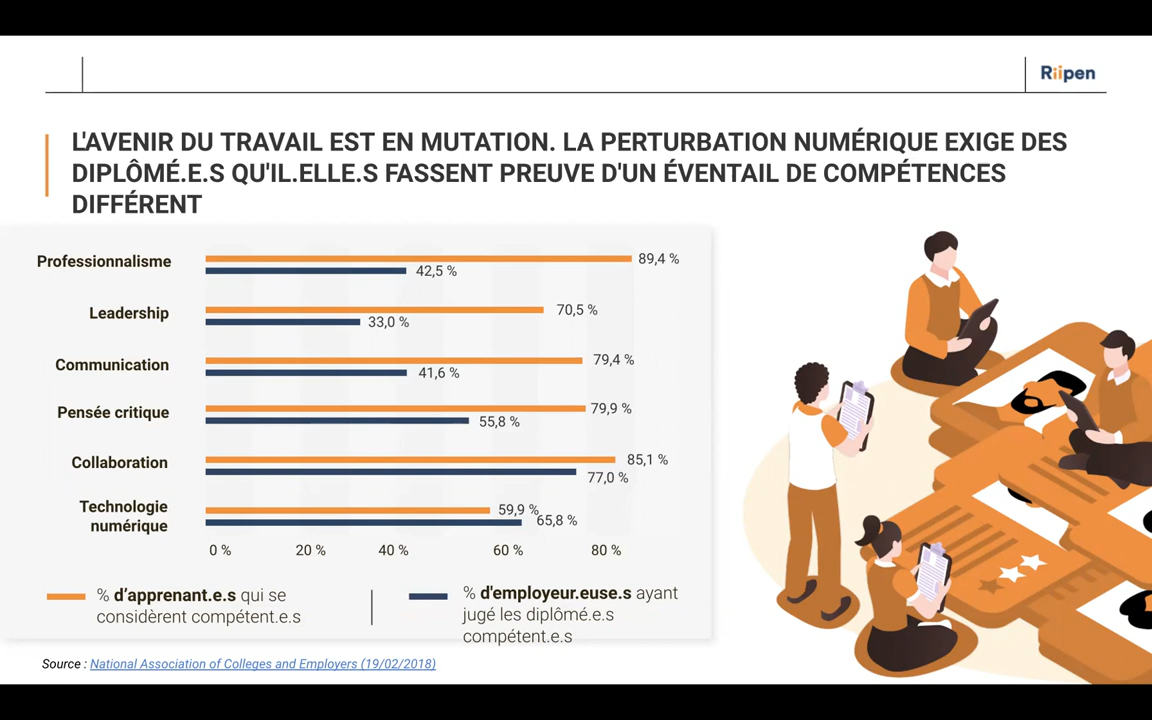 Riipen
L'AVENIR DU TRAVAIL EST EN MUTATION. LA PERTURBATION NUMÉRIQUE EXIGE DES
DIPLÔMÉ.E.S QU'IL.ELLE.S FASSENT PREUVE D'UN ÉVENTAIL DE COMPÉTENCES
DIFFÉRENT
Professionnalisme
89,4 %
42,5 %
Leadership
70,5 %
33,0 %
Communication
79,4 %
41,6 %
Pensée critique
79,9 %
55,8 %
Collaboration
85,1 %
77,0 %
Technologie
numérique
59,9 %
65,8 %
0 % 20 % 40 % 60 % 80 %
% d’apprenant.e.s qui se
considèrent compétent.e.s
% d'employeur.euse.s ayant
jugé les diplômé.e.s
compétent.e.s
Source : National Association of Colleges and Employers (19/02/2018)